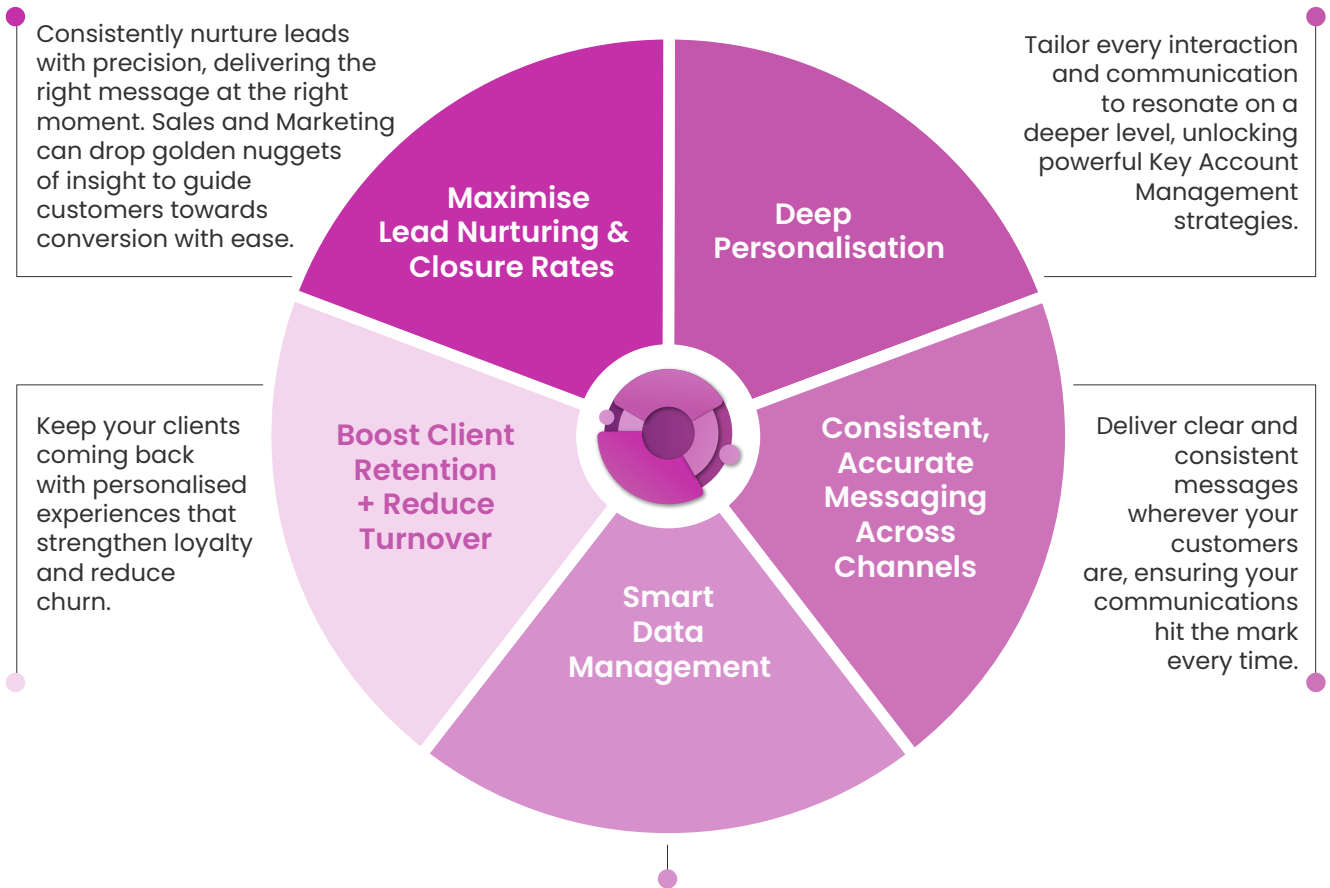 Consistently nurture leads
with precision, delivering the
right message at the right
moment. Sales and Marketing
can drop golden nuggets
of insight to guide
customers towards
conversion with ease.
Maximise
Lead Nurturing &
Closure Rates
Deep
Personalisation
Tailor every interaction
and communication
to resonate on a
deeper level, unlocking
powerful Key Account
Management
strategies.
Keep your clients
coming back
with personalised
experiences that
strengthen loyalty
and reduce
churn.
Boost Client
Retention
+ Reduce
Turnover
Consistent,
Accurate
Messaging
Across
Channels
Deliver clear and
consistent
messages
wherever your
customers
are, ensuring your
communications
hit the mark
every time.
Smart
Data
Management